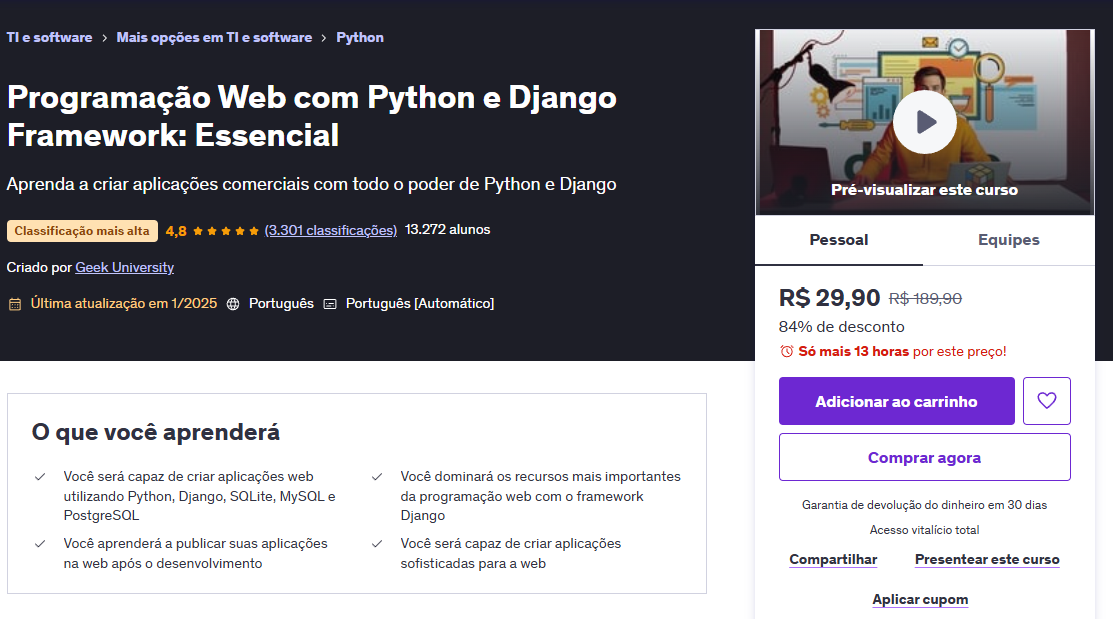 TI e software > Mais opções em TI e software > Python
Programação Web com Python e Django
Framework: Essencial
Aprenda a criar aplicações comerciais com todo o poder de Python e Django
Classificação mais alta 4,8 (3.301 classificações) 13.272 alunos
Criado por Geek University
Última atualização em 1/2025 Português Português [Automático]
Pré-visualizar este curso
Pessoal Equipes
R$ 29,90 R$ 189,90
84% de desconto
Só mais 13 horas por este preço!
Adicionar ao carrinho
Comprar agora
Garantia de devolução do dinheiro em 30 dias
Acesso vitalício total
Compartilhar Presentear este curso
Aplicar cupom
O que você aprenderá
Você será capaz de criar aplicações web
utilizando Python, Django, SQLite, MySQL e
PostgreSQL
Você dominará os recursos mais importantes
da programação web com o framework
Django
Você aprenderá a publicar suas aplicações
na web após o desenvolvimento
Você será capaz de criar aplicações
sofisticadas para a web